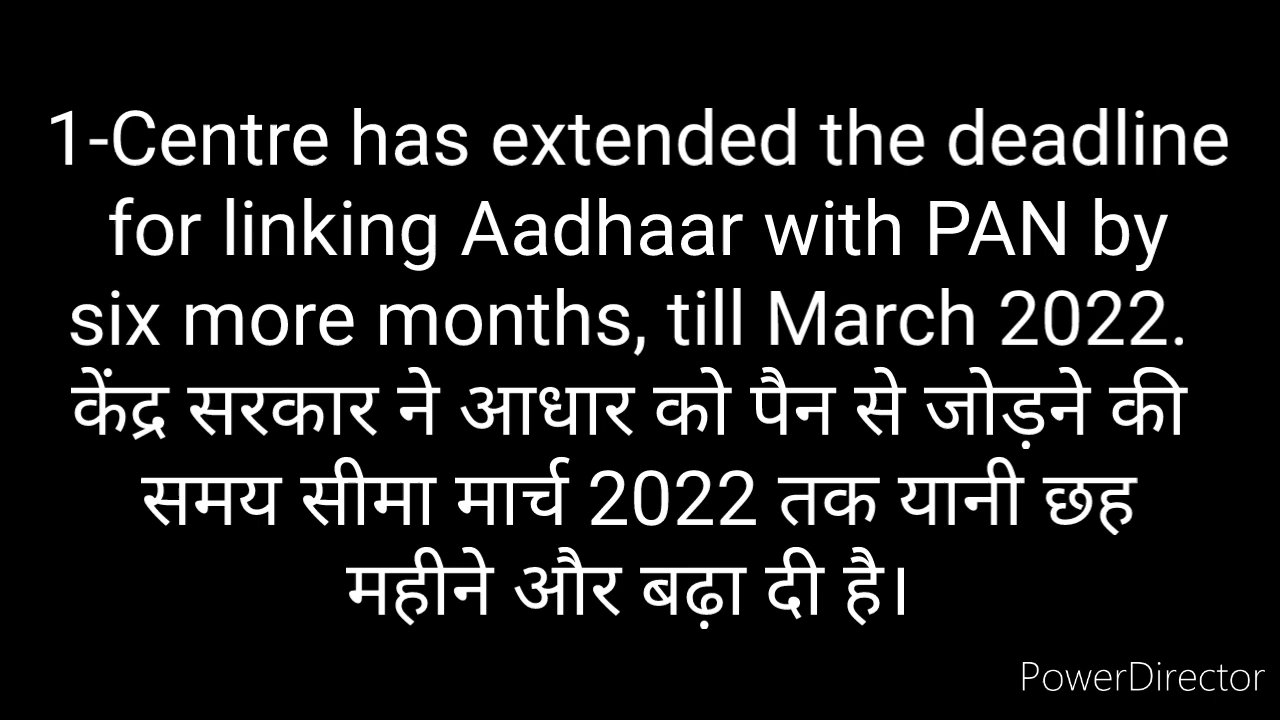 1-Centre has extended the deadline
for linking Aadhaar with PAN by
six more months, till March 2022.
केंद्र सरकार ने आधार को पैन से जोड़ने की
समय सीमा मार्च 2022 तक यानी छह
महीने और बढ़ा दी है।
PowerDirector